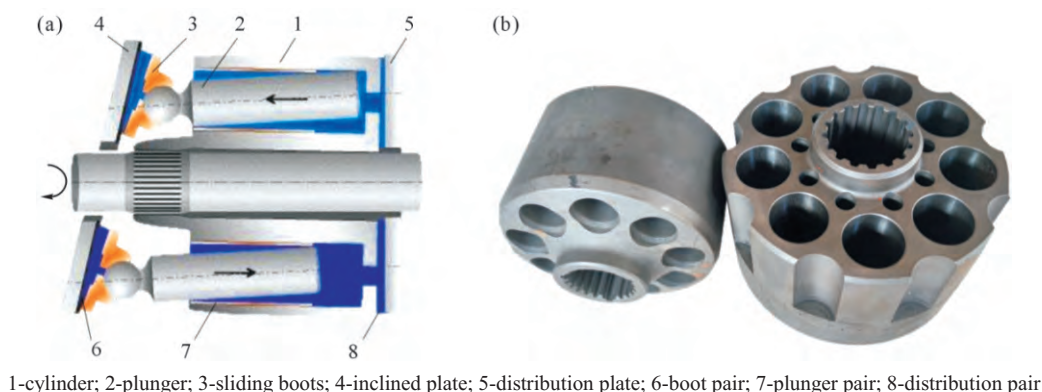 (a)
4
3
2
1
5
(b)
6
7
8
1-cylinder; 2-plunger; 3-sliding boots; 4-inclined plate; 5-distribution plate; 6-boot pair; 7-plunger pair; 8-distribution pair